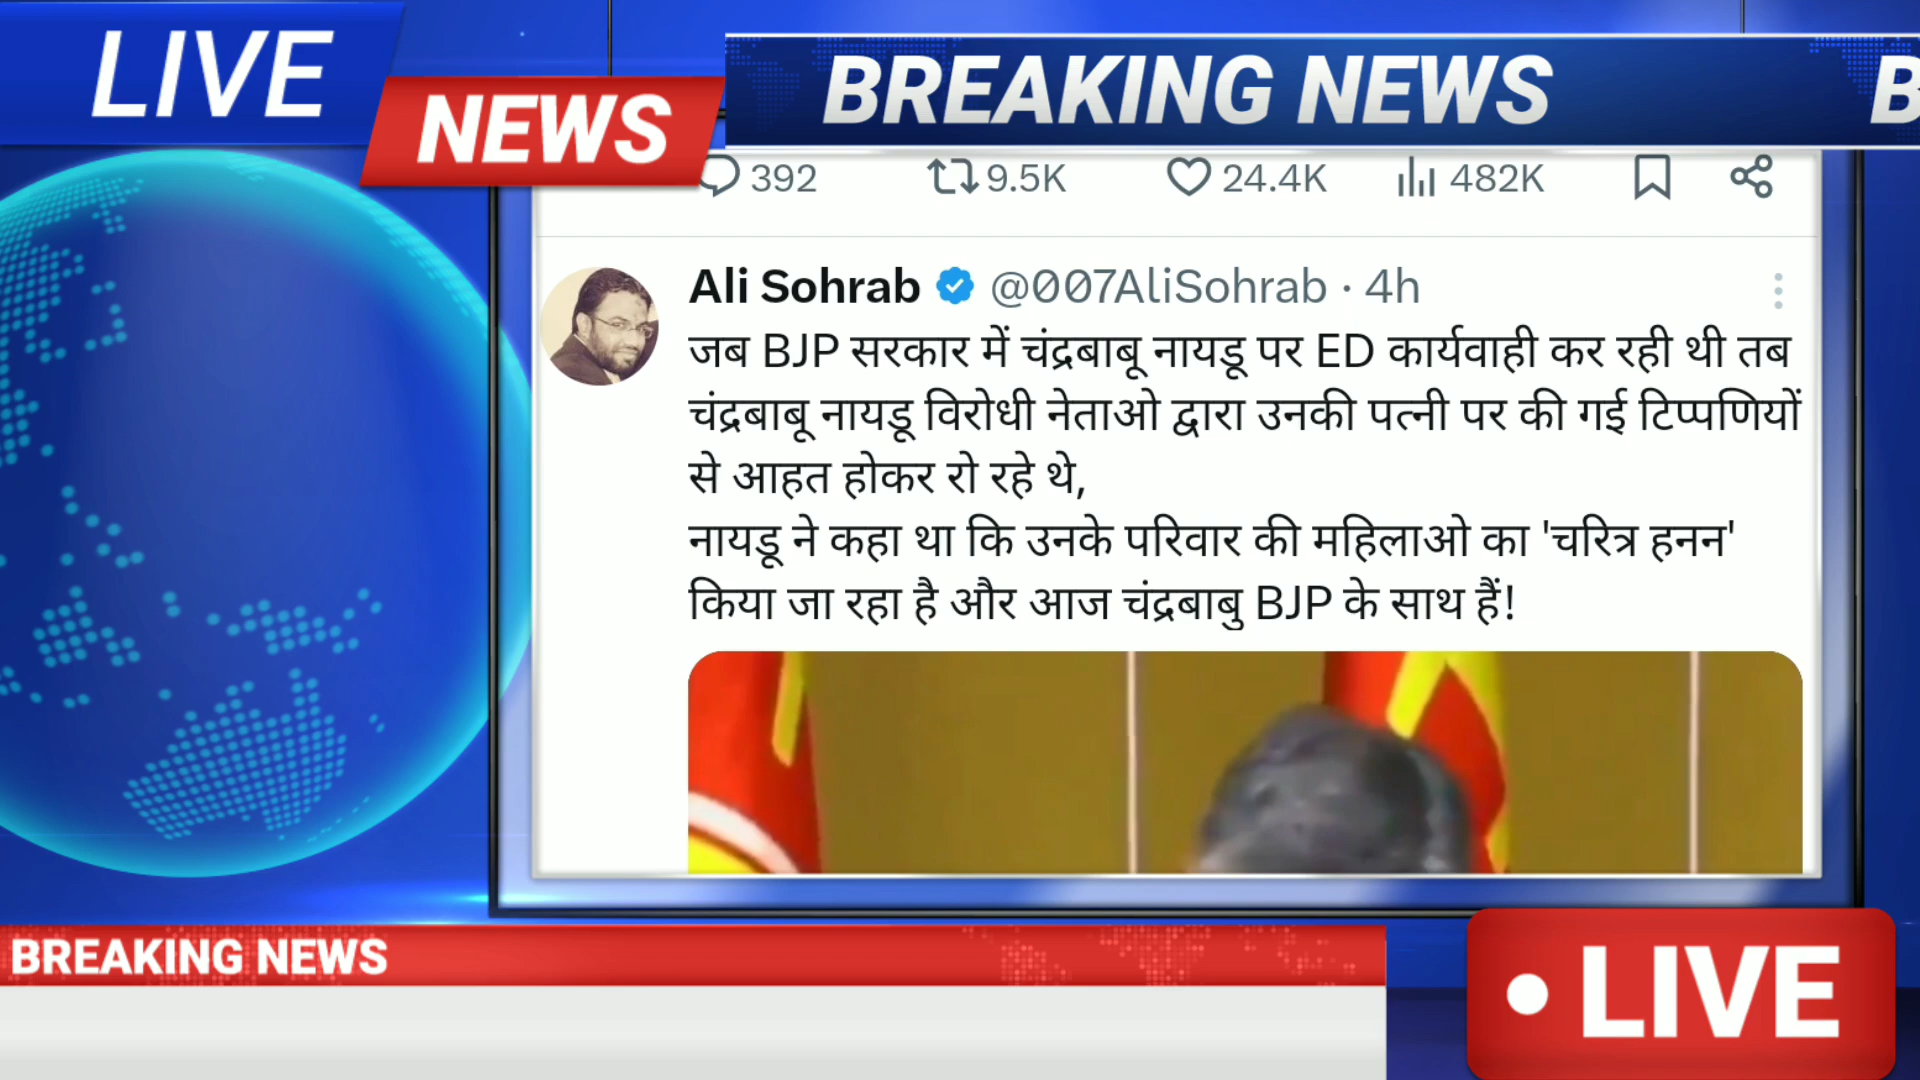 LIVE
NEWS
BREAKING NEWS
B
392 9.5K 24.4K 482K
Ali Sohrab @007AliSohrab · 4h
जब BJP सरकार में चंद्रबाबू नायडू पर ED कार्यवाही कर रही थी तब
चंद्रबाबू नायडू विरोधी नेताओ द्वारा उनकी पत्नी पर की गई टिप्पणियों
से आहत होकर रो रहे थे,
नायडू ने कहा था कि उनके परिवार की महिलाओ का 'चरित्र हनन'
किया जा रहा है और आज चंद्रबाबु BJP के साथ हैं!
BREAKING NEWS
LIVE